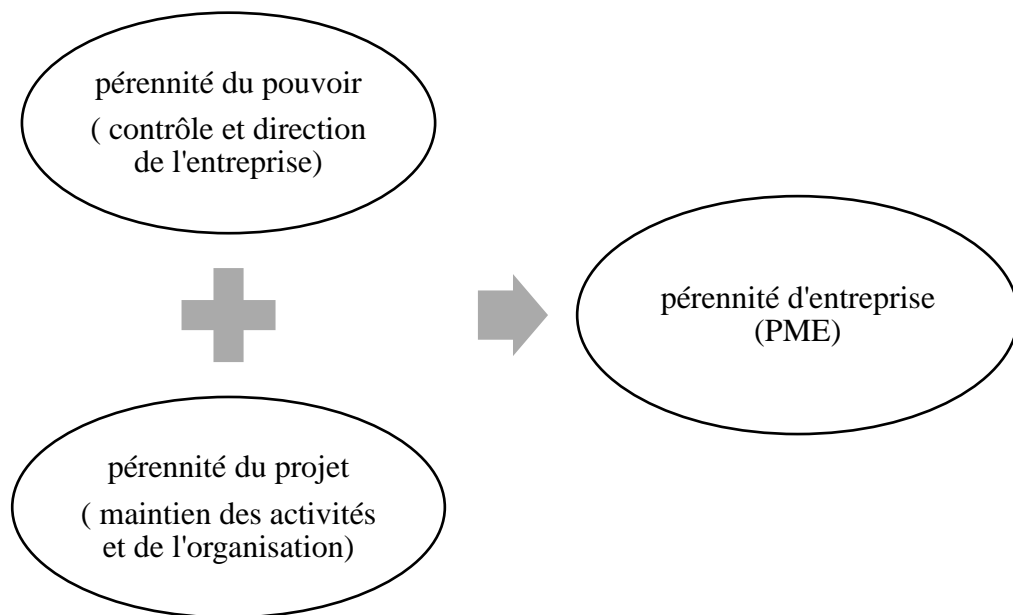 pérennité du pouvoir
( contrôle et direction
de l'entreprise)
pérennité d'entreprise
(PME)
pérennité du projet
( maintien des activités
et de l'organisation)